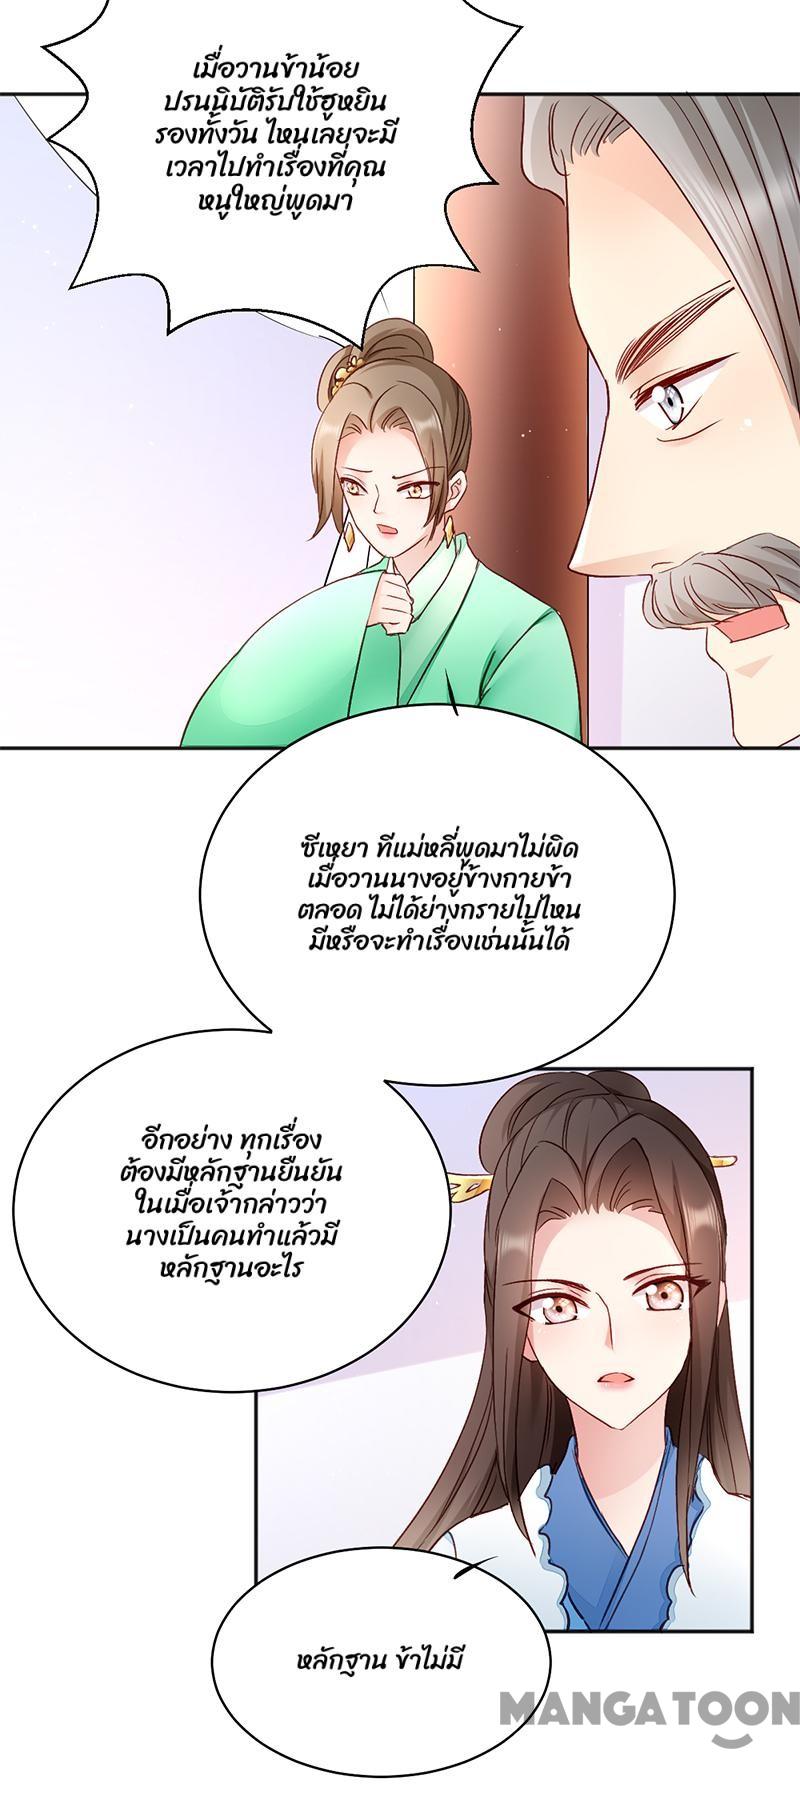 เมื่อวานข้าน้อย
ปรนนิบัติรับใช้ฮูหยิน
รองทั้งวัน ไหนเลยจะมี
เวลาไปทำเรื่องที่คุณ
หนูใหญ่พูดมา
ซีเหยา ทีแม่หลี่พูดมาไม่ผิด
เมื่อวานนางอยู่ข้างกายข้า
ตลอด ไม่ได้ย่างกรายไปไหน
มีหรือจะทำเรื่องเช่นนั้นได้
อีกอย่าง ทุกเรื่อง
ต้องมีหลักฐานยืนยัน
ในเมื่อเจ้ากล่าวว่า
นางเป็นคนทำแล้วมี
หลักฐานอะไร
หลักฐาน ข้าไม่มี
MANGATOON